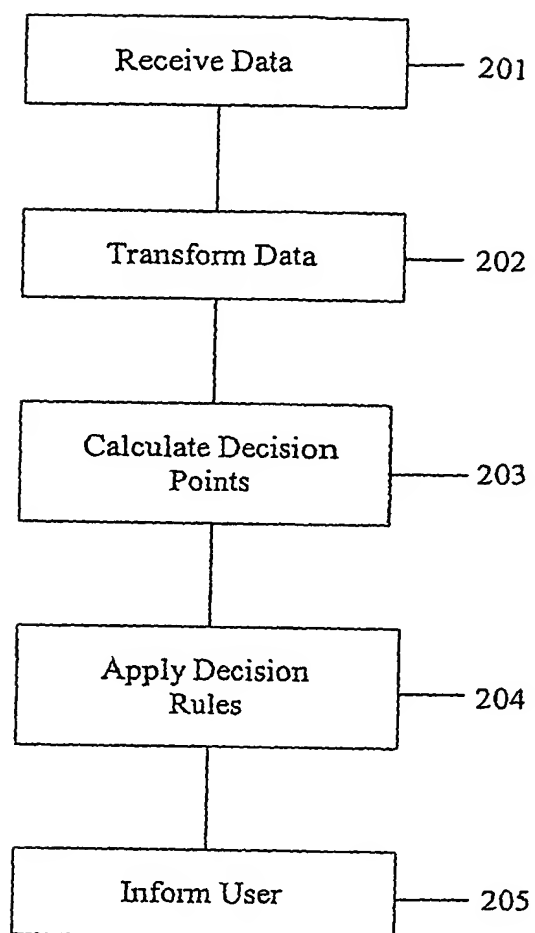 Receive Data 201
Transform Data 202
Calculate Decision
Points 203
Apply Decision
Rules 204
Inform User 205